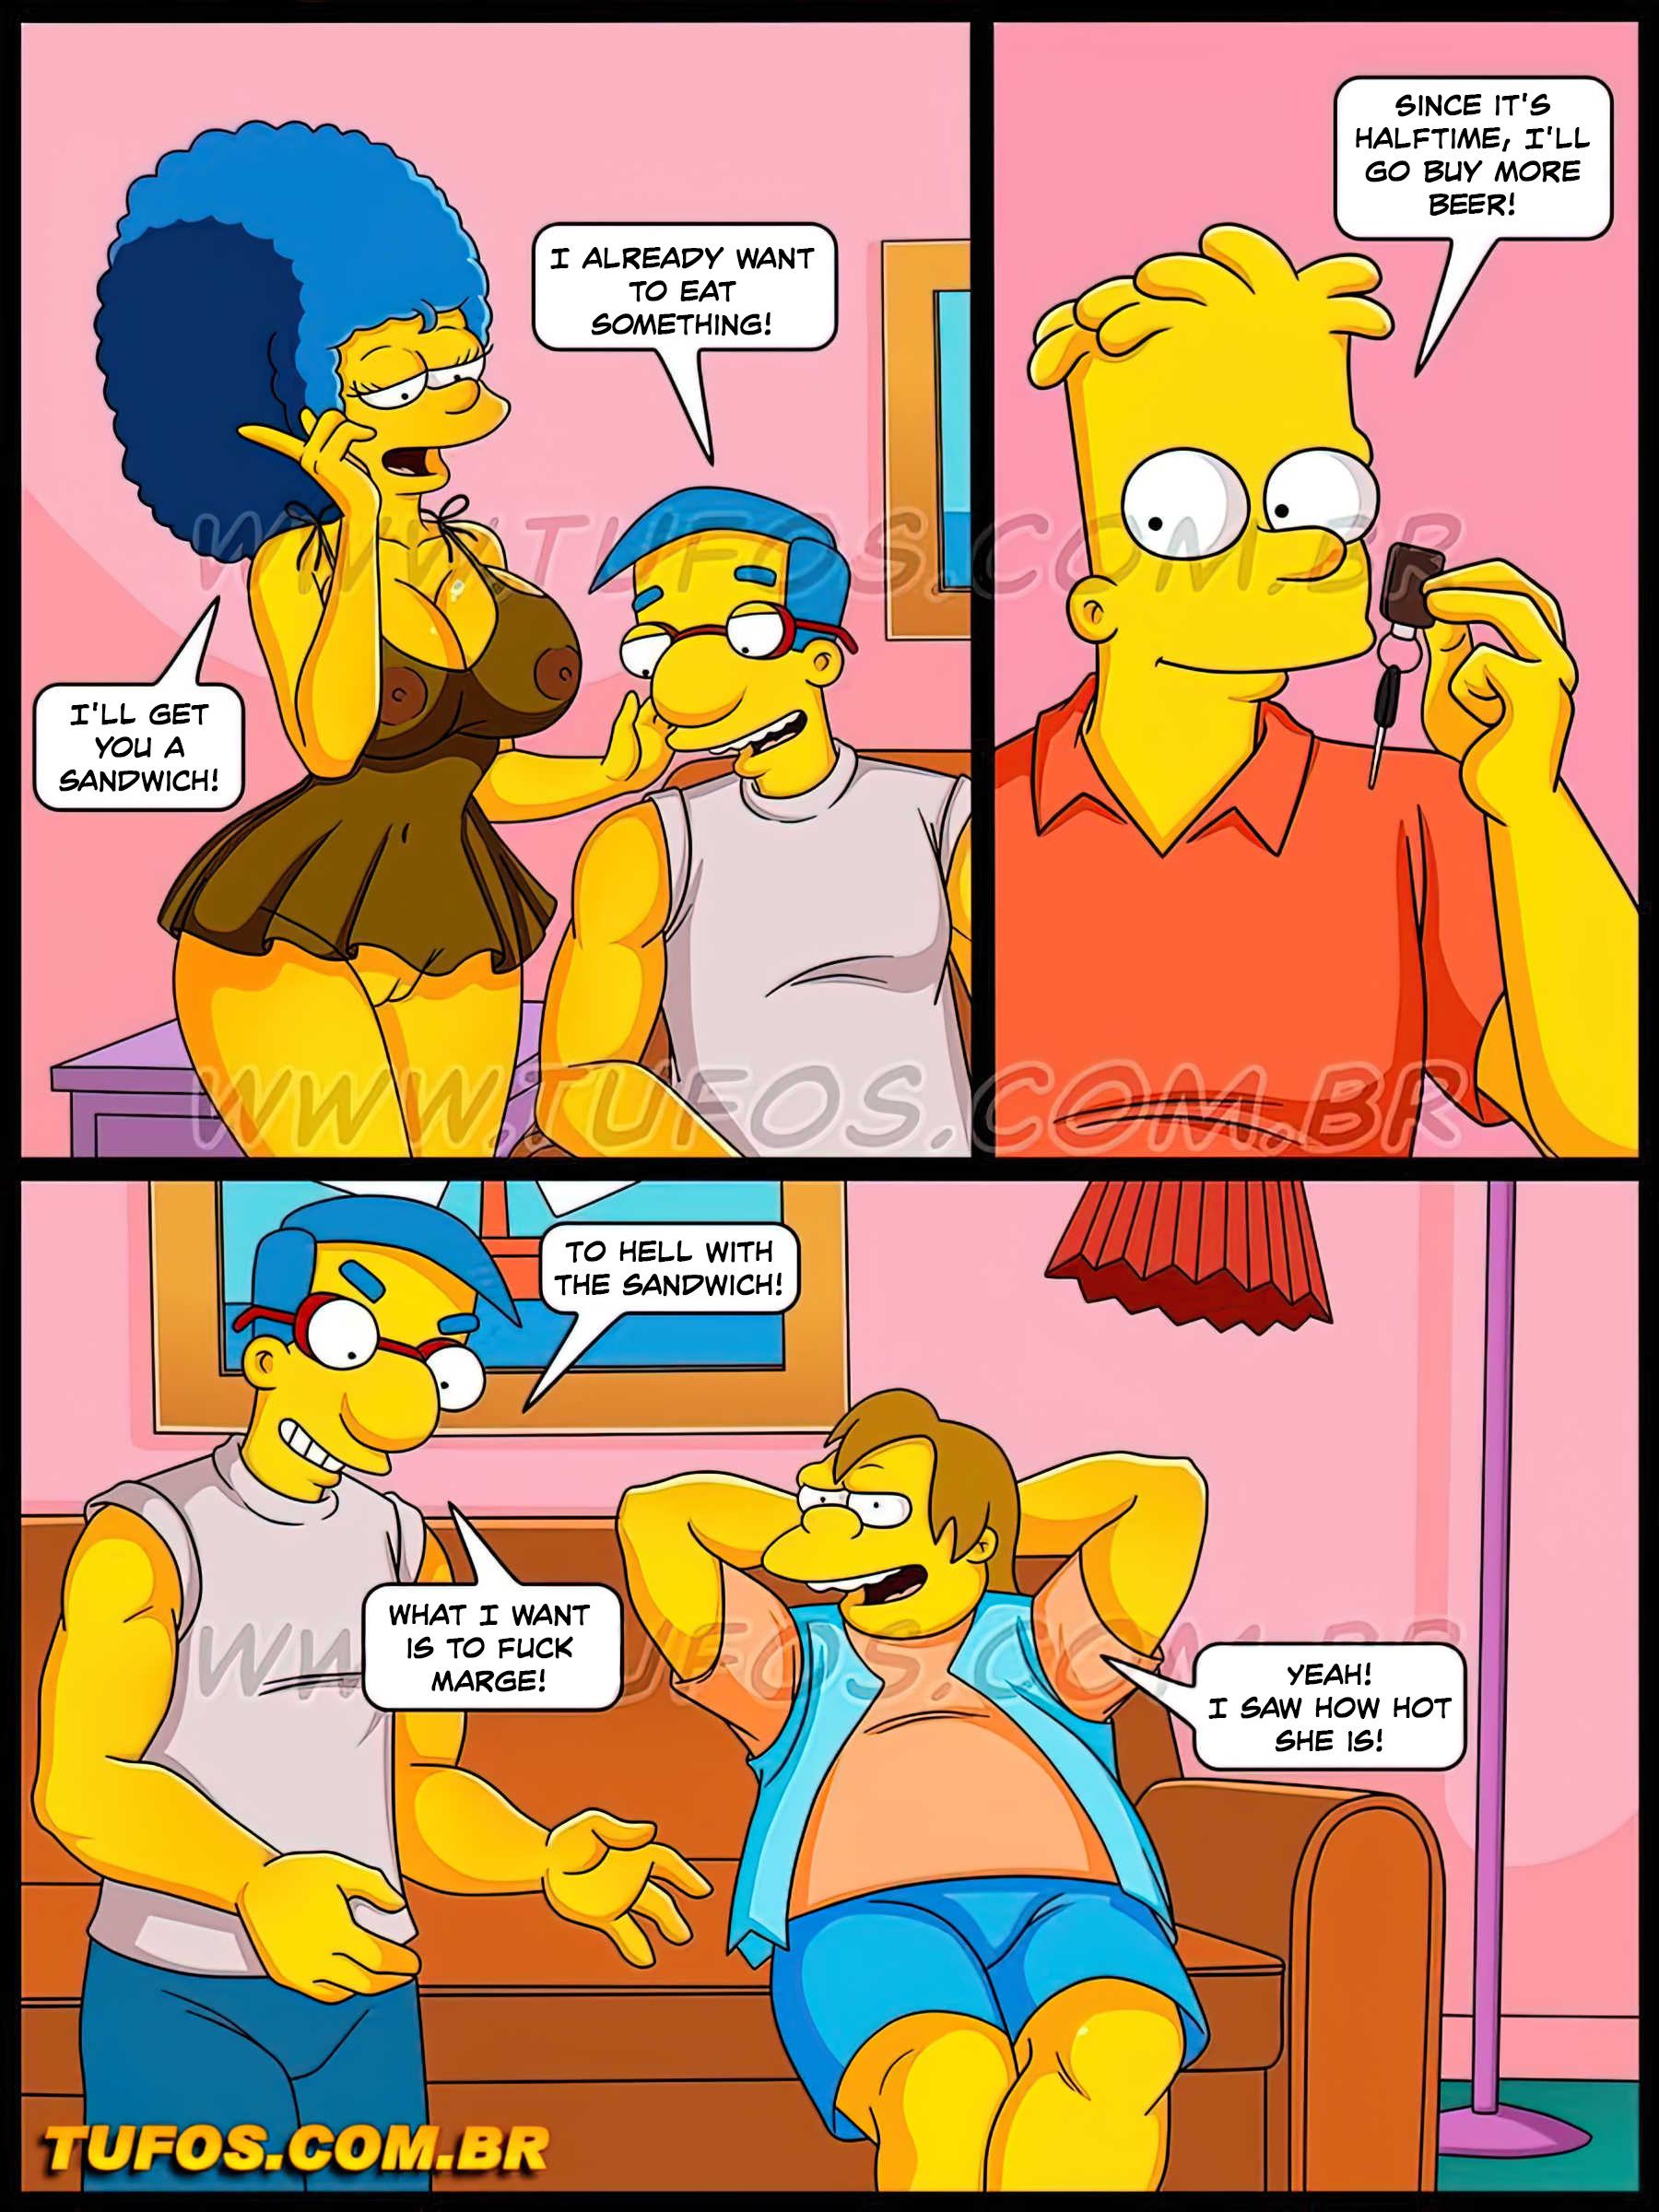 I'LL GET
YOU A
SANDWICH!
I ALREADY WANT
TO EAT
SOMETHING!
SINCE IT'S
HALFTIME, I'LL
GO BUY MORE
BEER!
WWW.TUFOS.COM.BR
WWW.TUFOS.COM.BR
TO HELL WITH
THE SANDWICH!
WHAT I WANT
IS TO FUCK
MARGE!
YEAH!
I SAW HOW HOT
SHE IS!
WWW.TUFOS.COM.BR
TUFOS.COM.BR